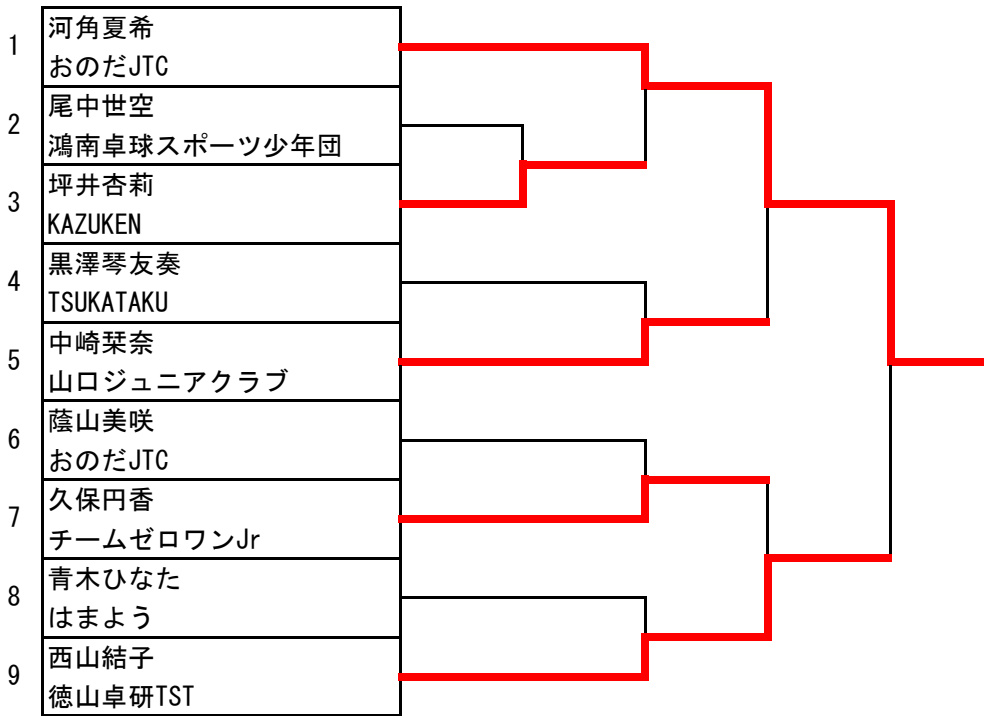 1
河角夏希
おのだJTC
2
尾中世空
鴻南卓球スポーツ少年団
3
坪井杏莉
KAZUKEN
4
黒澤琴友奏
TSUKATAKU
5
中崎栞奈
山口ジュニアクラブ
6
蔭山美咲
おのだJTC
7
久保円香
チームゼロワンJr
8
青木ひなた
はまよう
9
西山結子
徳山卓研TST